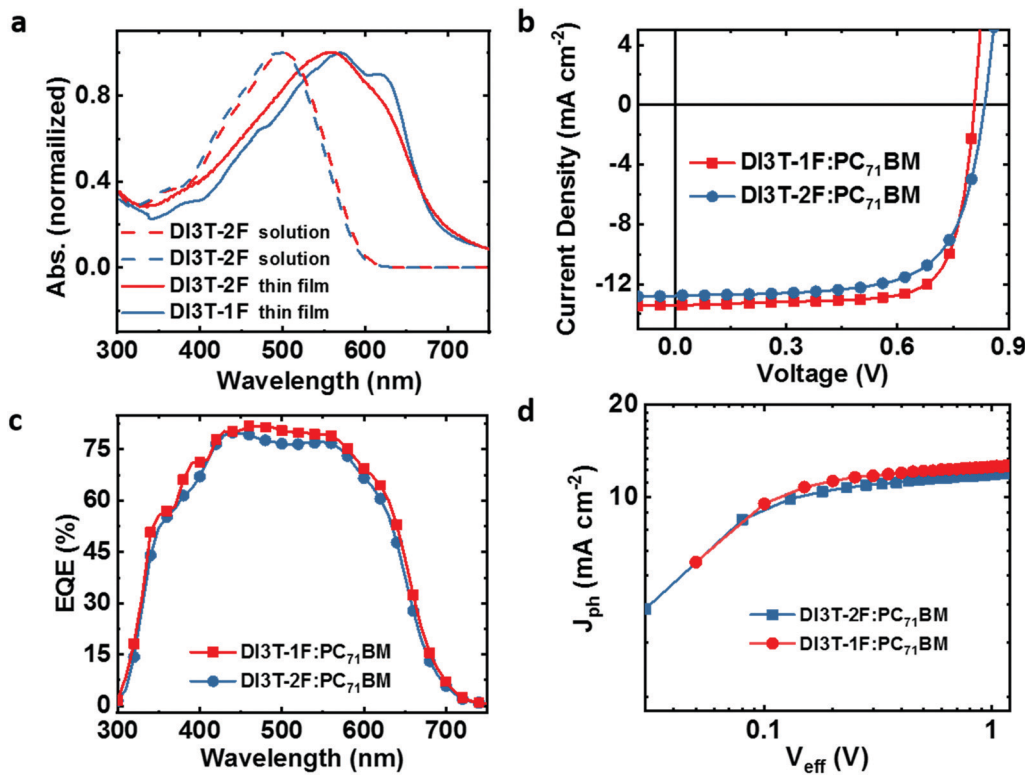 a
Abs. (normailized)
0.8
0.4
0.0
DI3T-2F solution
DI3T-2F solution
DI3T-2F thin film
DI3T-1F thin film
300 400 500 600 700
Wavelength (nm)
b
Current Density (mA cm⁻²)
4
0
-4
-8
-12
DI3T-1F:PC₇₁BM
DI3T-2F:PC₇₁BM
0.0 0.3 0.6 0.9
Voltage (V)
c
EQE (%)
75
60
45
30
15
0
DI3T-1F:PC₇₁BM
DI3T-2F:PC₇₁BM
300 400 500 600 700
Wavelength (nm)
d
J_ph (mA cm⁻²)
20
10
DI3T-2F:PC₇₁BM
DI3T-1F:PC₇₁BM
0.1 1
V_eff (V)